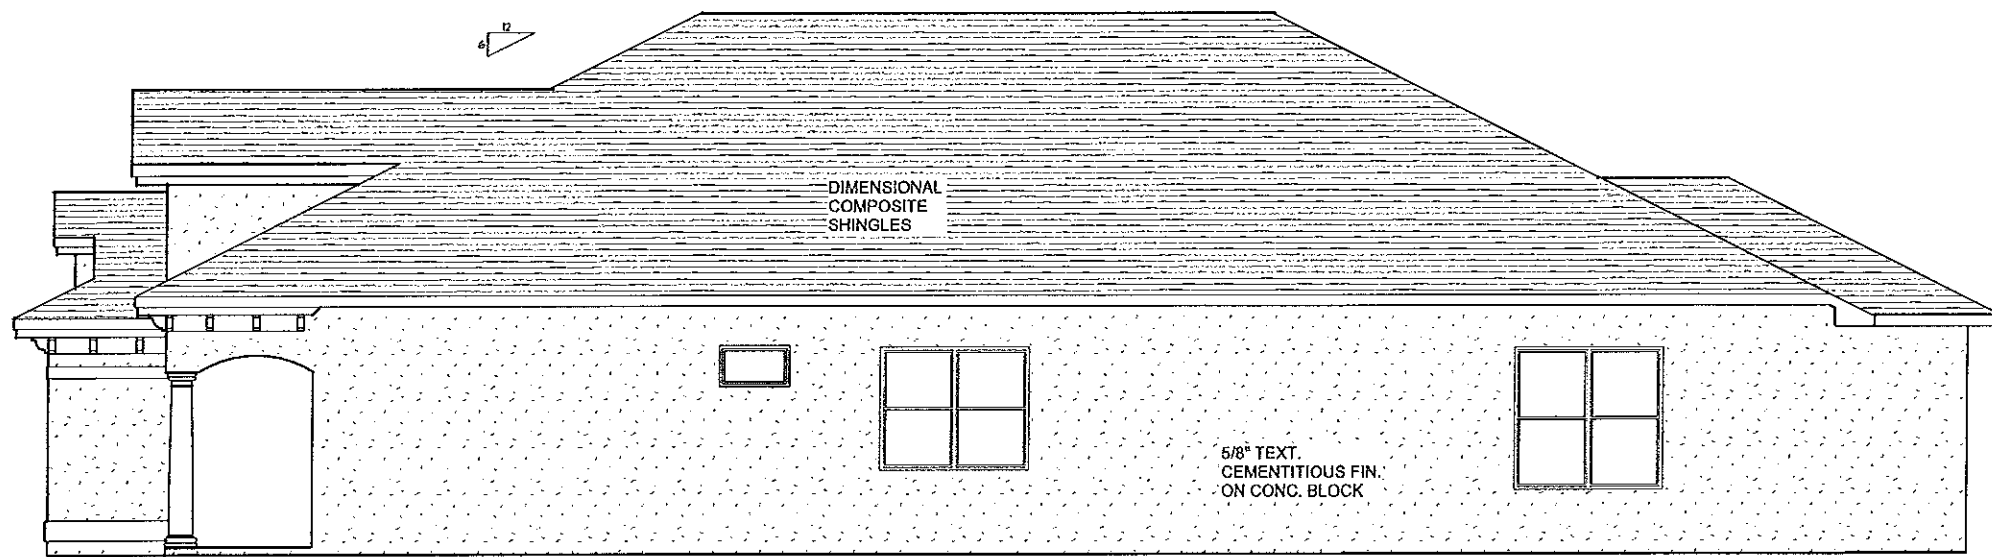 12
6
DIMENSIONAL
COMPOSITE
SHINGLES
5/8" TEXT.
CEMENTITIOUS FIN.
ON CONC. BLOCK